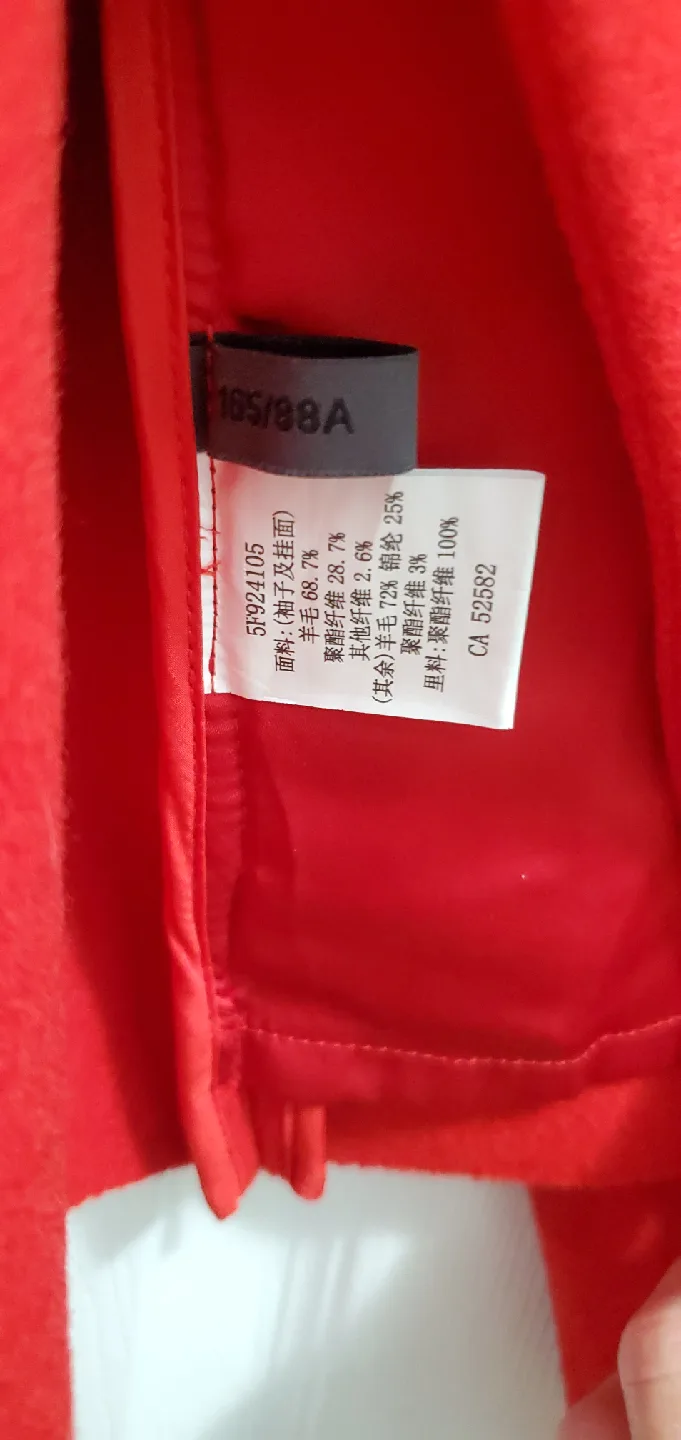 165/88A
5F924105
面料:(袖子及挂面)
羊毛 68.7%
聚酯纤维 28.7%
其他纤维 2.6%
(其余)羊毛72% 锦纶 25%
聚酯纤维 3%
里料:聚酯纤维 100%
CA 52582